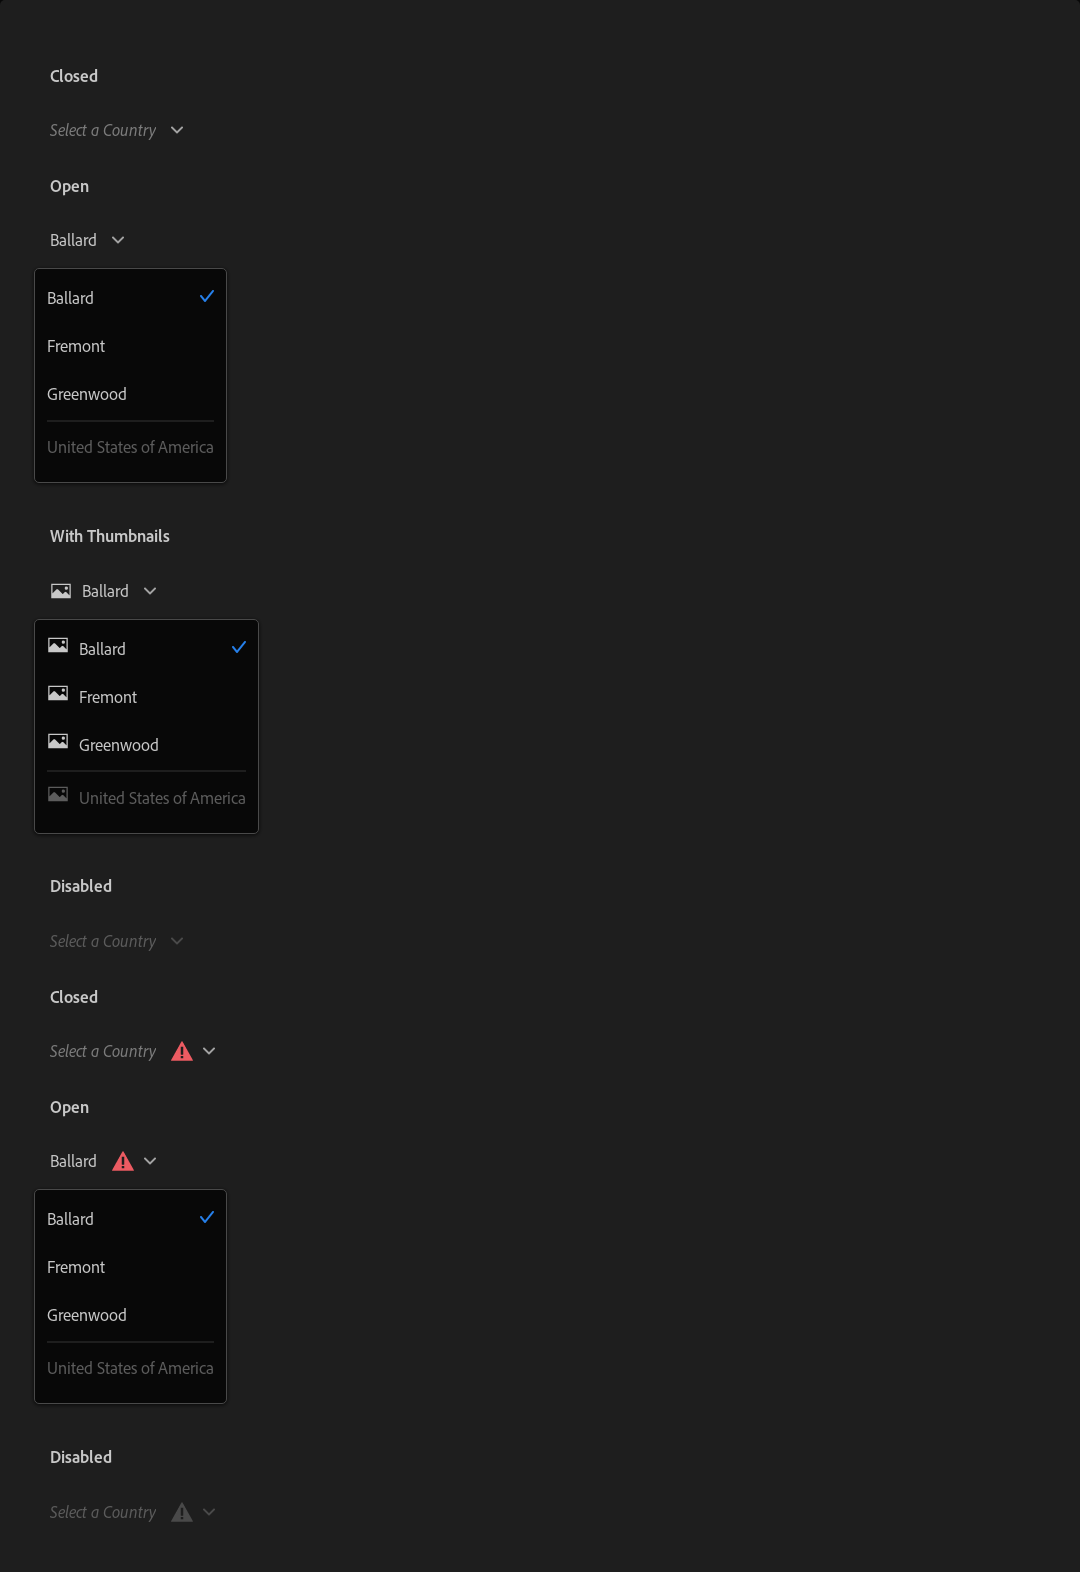 Closed
Select a Country
Open
Ballard
Ballard
Fremont
Greenwood
United States of America
With Thumbnails
Ballard
Ballard
Fremont
Greenwood
United States of America
Disabled
Select a Country
Closed
Select a Country
Open
Ballard
Ballard
Fremont
Greenwood
United States of America
Disabled
Select a Country